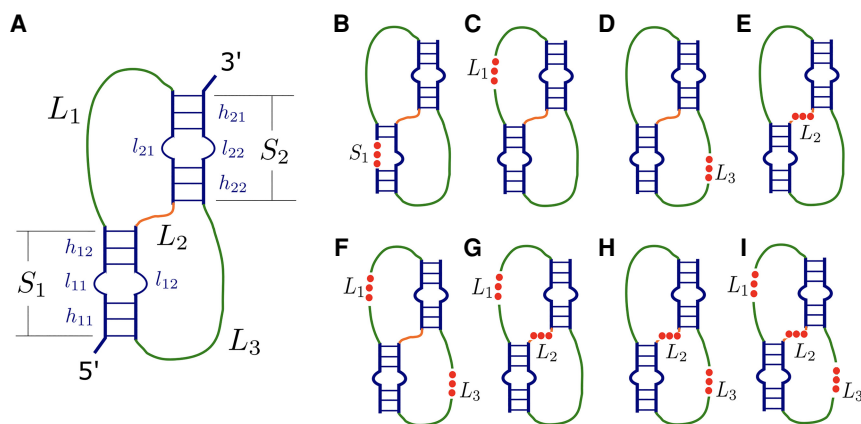 A
B
C
D
E
3'
L₁
h₂₁
l₂₁
l₂₂
S₂
h₂₂
L₂
h₁₂
S₁
l₁₁
l₁₂
h₁₁
L₃
5'
S₁
L₁
L₃
L₂
F
G
H
I
L₁
L₃
L₁
L₂
L₂
L₃
L₁
L₂
L₃